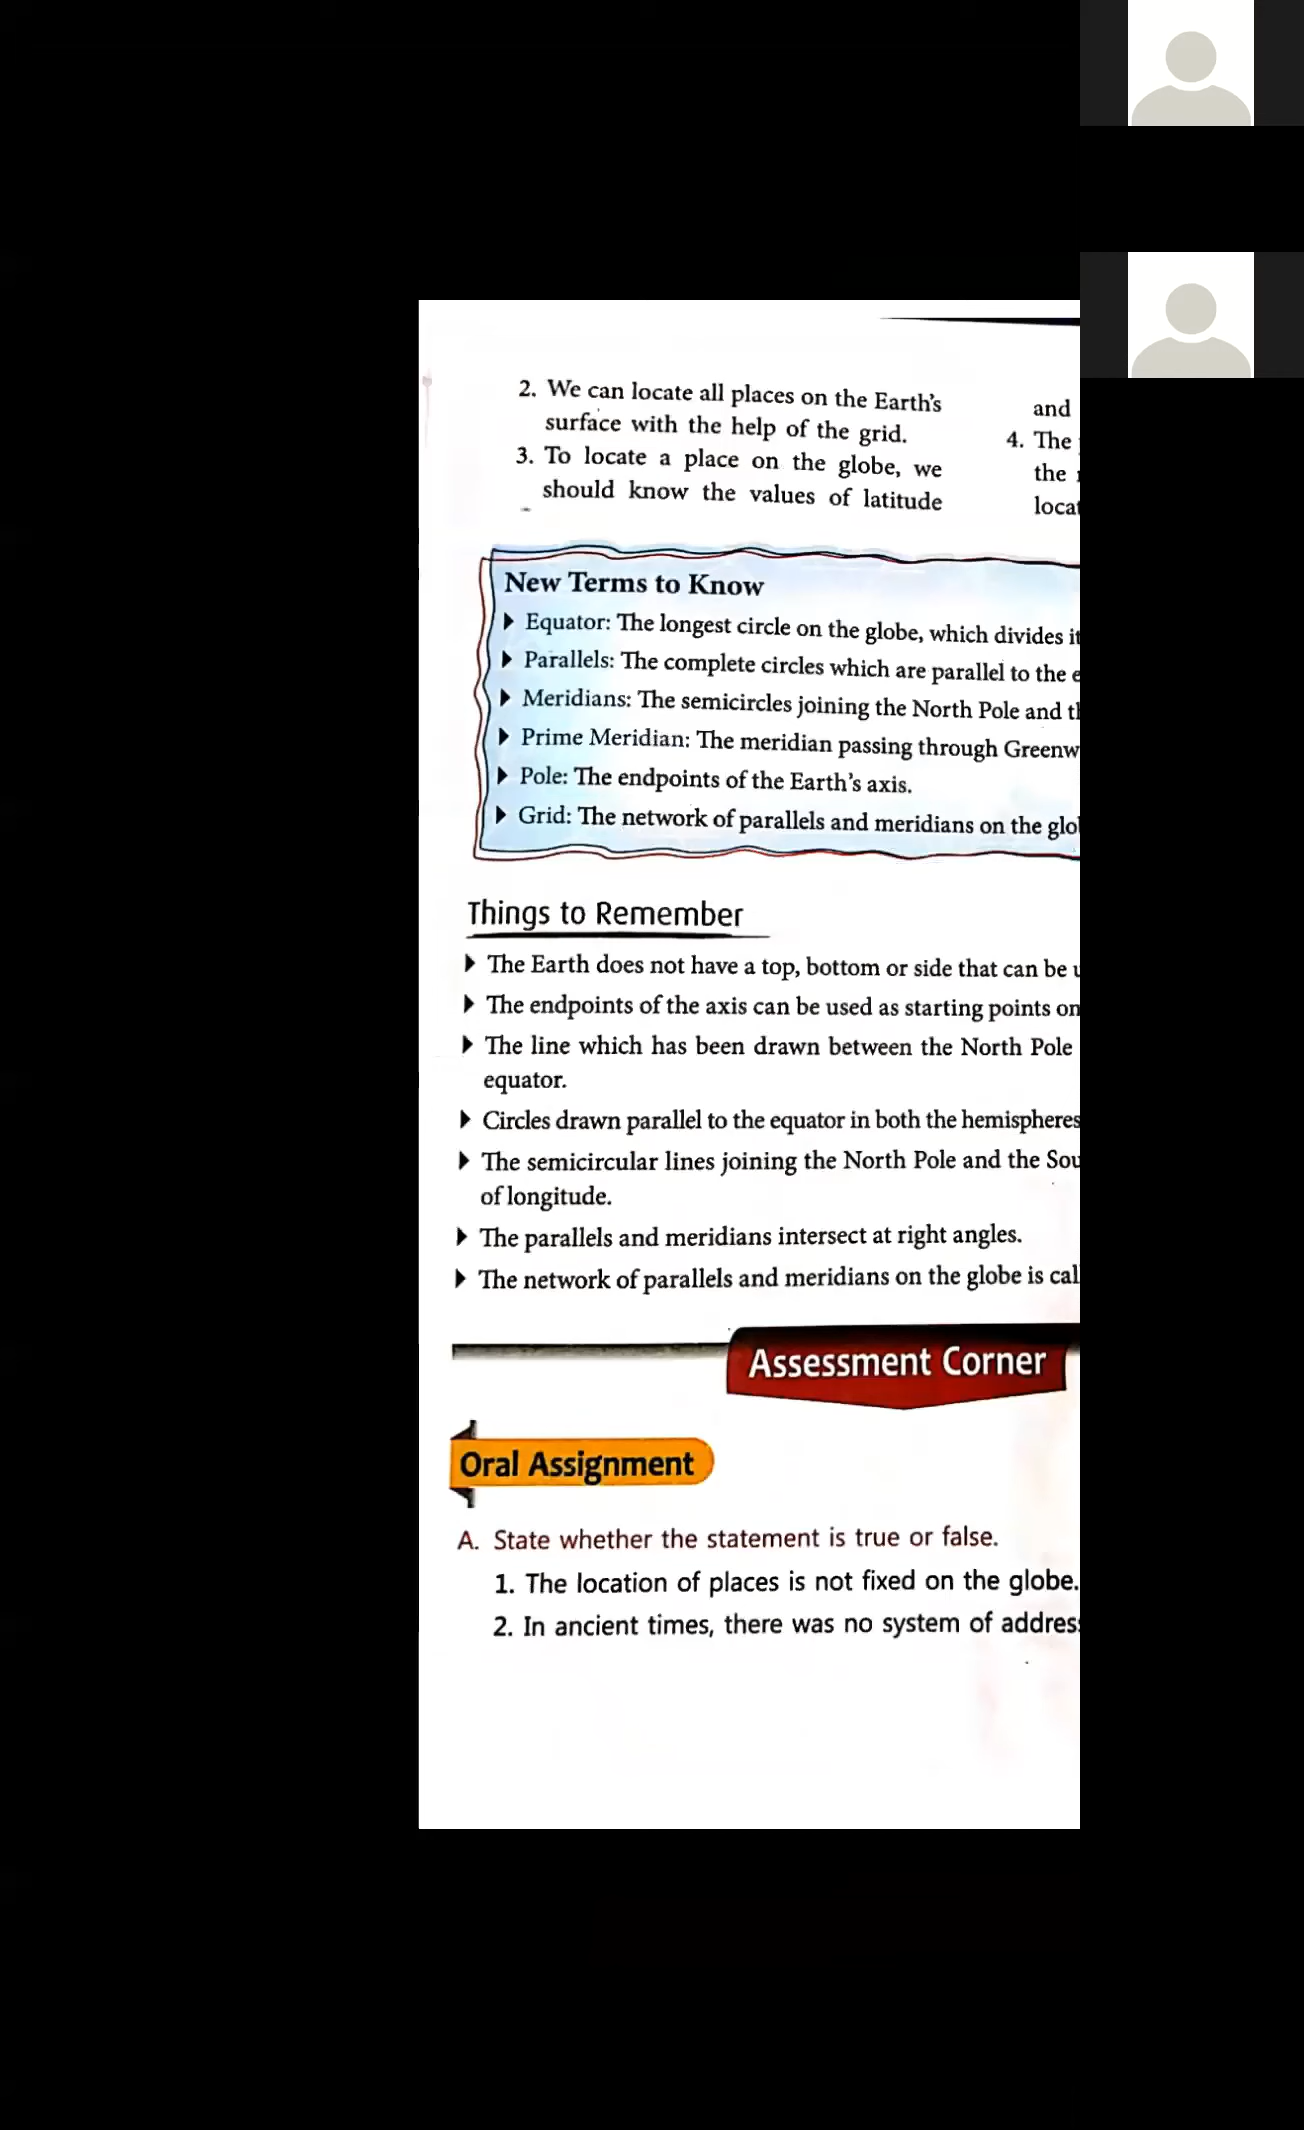 2. We can locate all places on the Earth's
surface with the help of the grid.
3. To locate a place on the globe, we
should know the values of latitude
and
4. The
the
New Terms to Know
Equator: The longest circle on the globe, which divides
Parallels: The complete circles which are parallel to the
Meridians: The semicircles joining the North Pole and
Prime Meridian: The meridian passing through
Pole: The endpoints of the Earth's axis.
Grid: The network of parallels and meridians on the
Things to Remember
The Earth does not have a top, bottom or side that can be
The endpoints of the axis can be used as starting points on
The line which has been drawn between the North Pole
equator.
Circles drawn parallel to the equator in both the hemispheres
The semicircular lines joining the North Pole and the
of longitude.
The parallels and meridians intersect at right angles.
The network of parallels and meridians on the globe is
Assessment Corner
Oral Assignment
A. State whether the statement is true or false.
1. The location of places is not fixed on the globe.
2. In ancient times, there was no system of